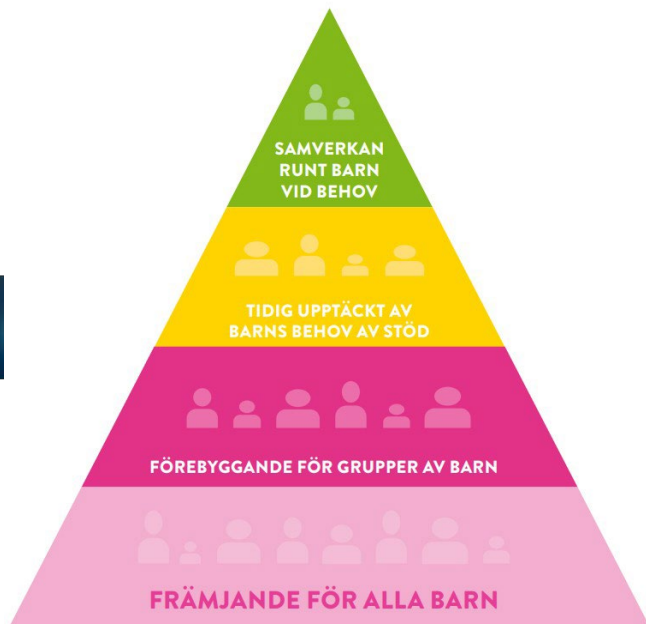 SAMVERKAN
RUNT BARN
VID BEHOV
TIDIG UPPTÄCKT AV
BARNS BEHOV AV STÖD
FÖREBYGGANDE FÖR GRUPPER AV BARN
FRÄMJANDE FÖR ALLA BARN